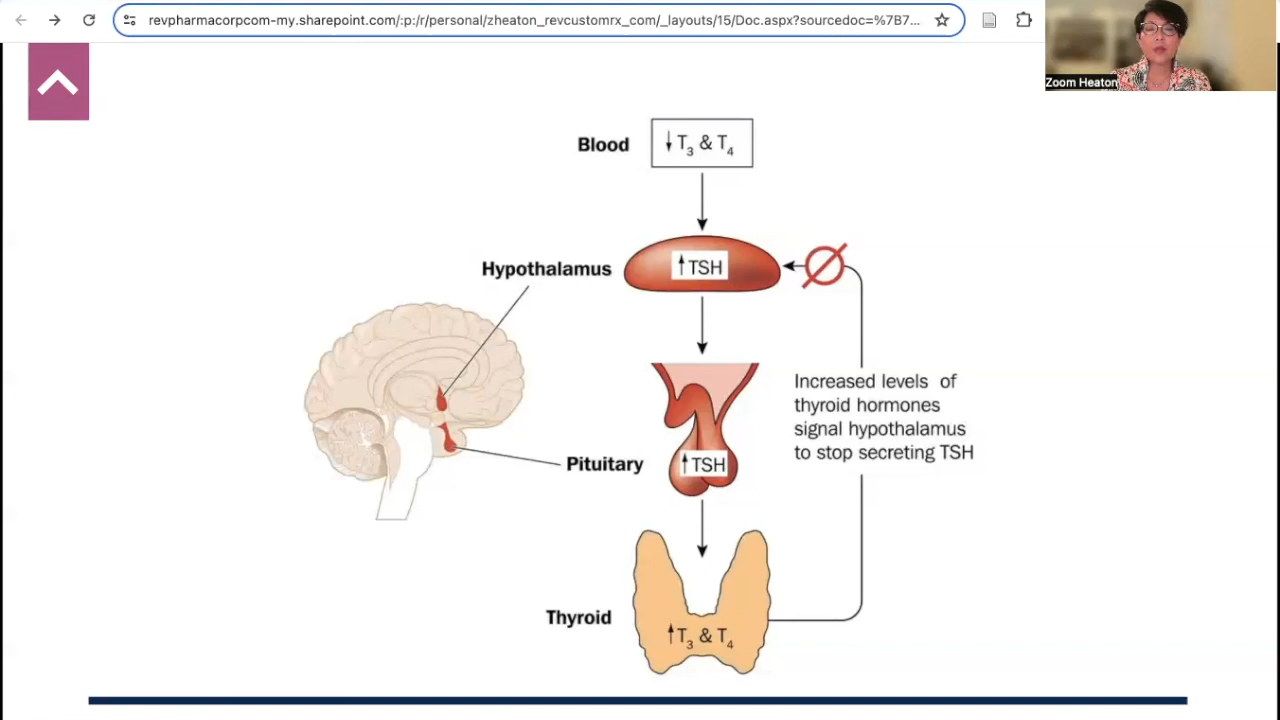 revpharmacorpcom-my.sharepoint.com/:p:/r/personal/zheaton_revcustomrx_com/_layouts/15/Doc.aspx?sourcedoc=%7B7...
Zoom Heaton
Blood
↓T3 & T4
Hypothalamus
↑TSH
Increased levels of
thyroid hormones
signal hypothalamus
to stop secreting TSH
Pituitary
↑TSH
Thyroid
↑T3 & T4